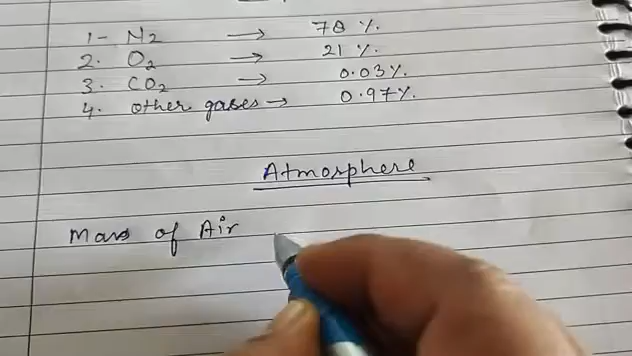 1- N2 → 78 %.
2. O2 → 21 %.
3. CO2 → 0.03%.
4. other gases → 0.97%.
Atmosphere
Mass of Air